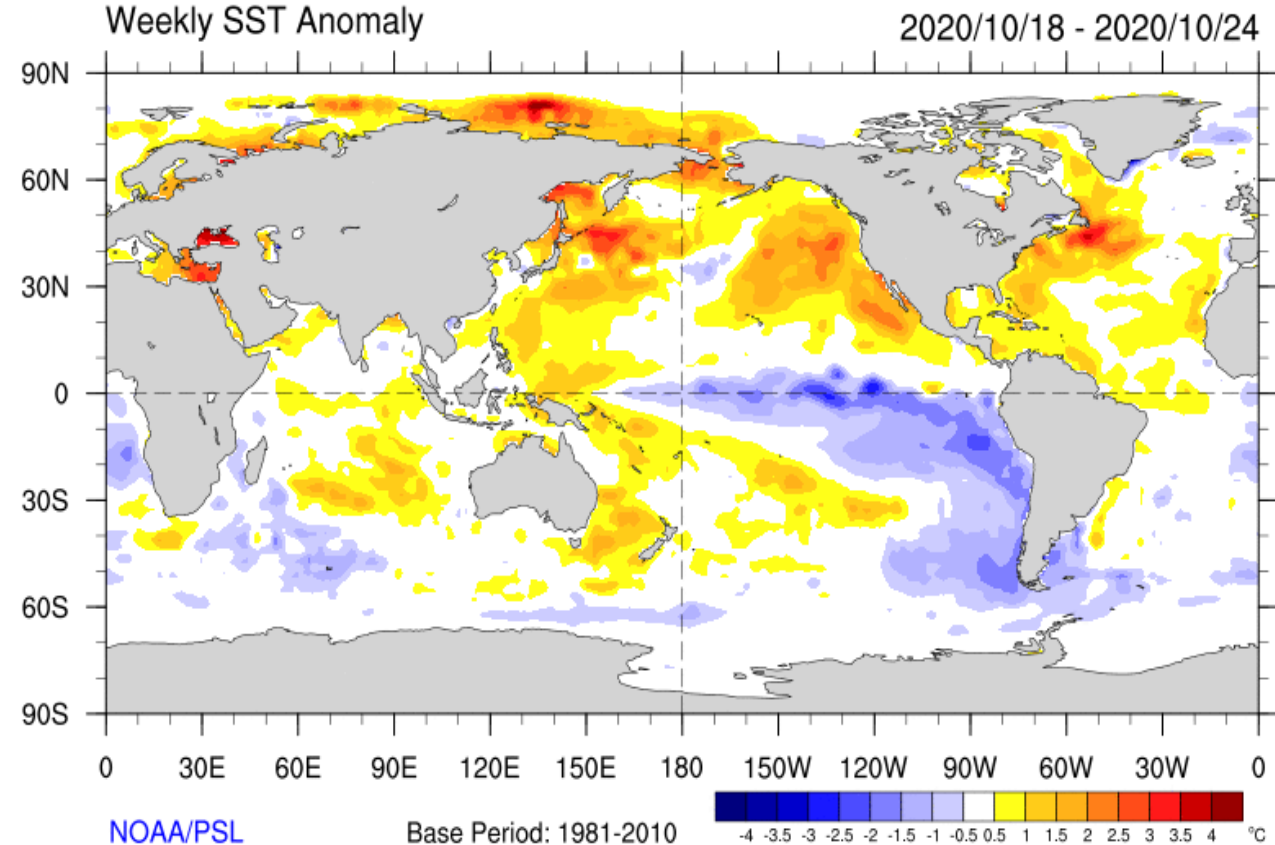 Weekly SST Anomaly 2020/10/18 - 2020/10/24
90N
60N
30N
0
30S
60S
90S
0 30E 60E 90E 120E 150E 180 150W 120W 90W 60W 30W 0
-4 -3.5 -3 -2.5 -2 -1.5 -1 -0.5 0.5 1 1.5 2 2.5 3 3.5 4 °C
NOAA/PSL Base Period: 1981-2010